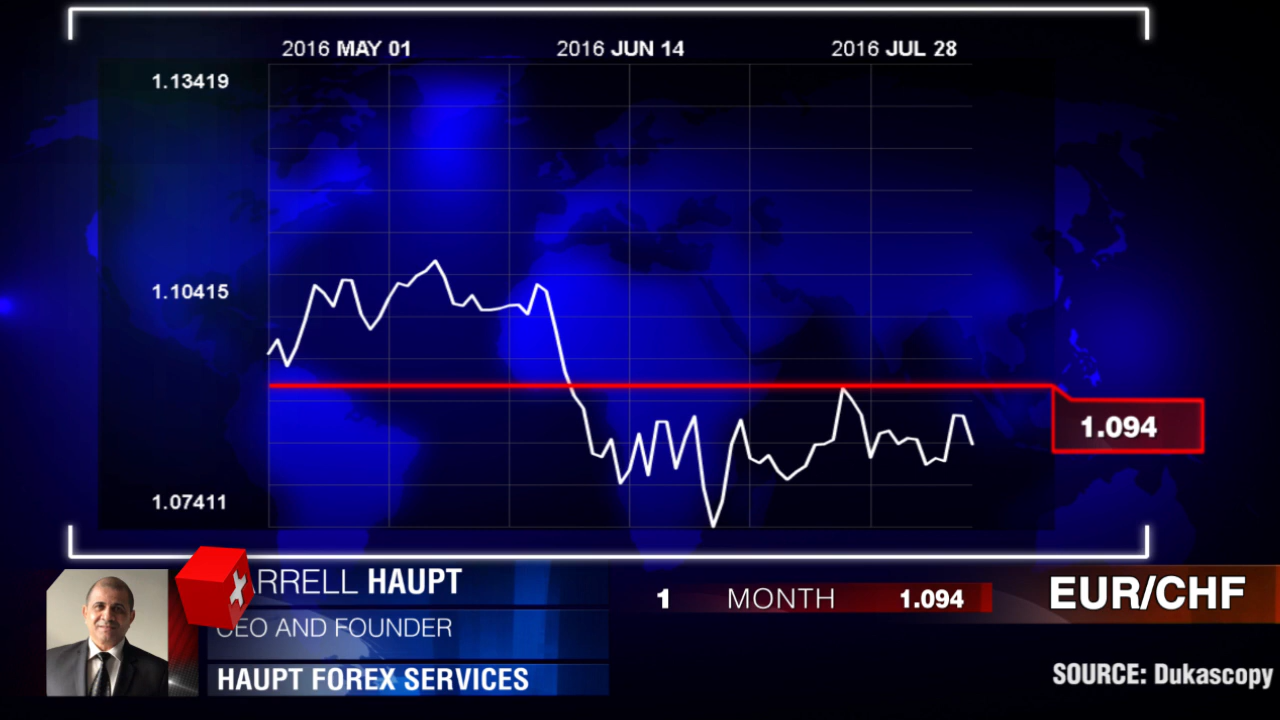 2016 MAY 01 2016 JUN 14 2016 JUL 28
1.13419
1.10415
1.094
1.07411
ARRELL HAUPT
CEO AND FOUNDER
HAUPT FOREX SERVICES
1 MONTH 1.094
EUR/CHF
SOURCE: Dukascopy